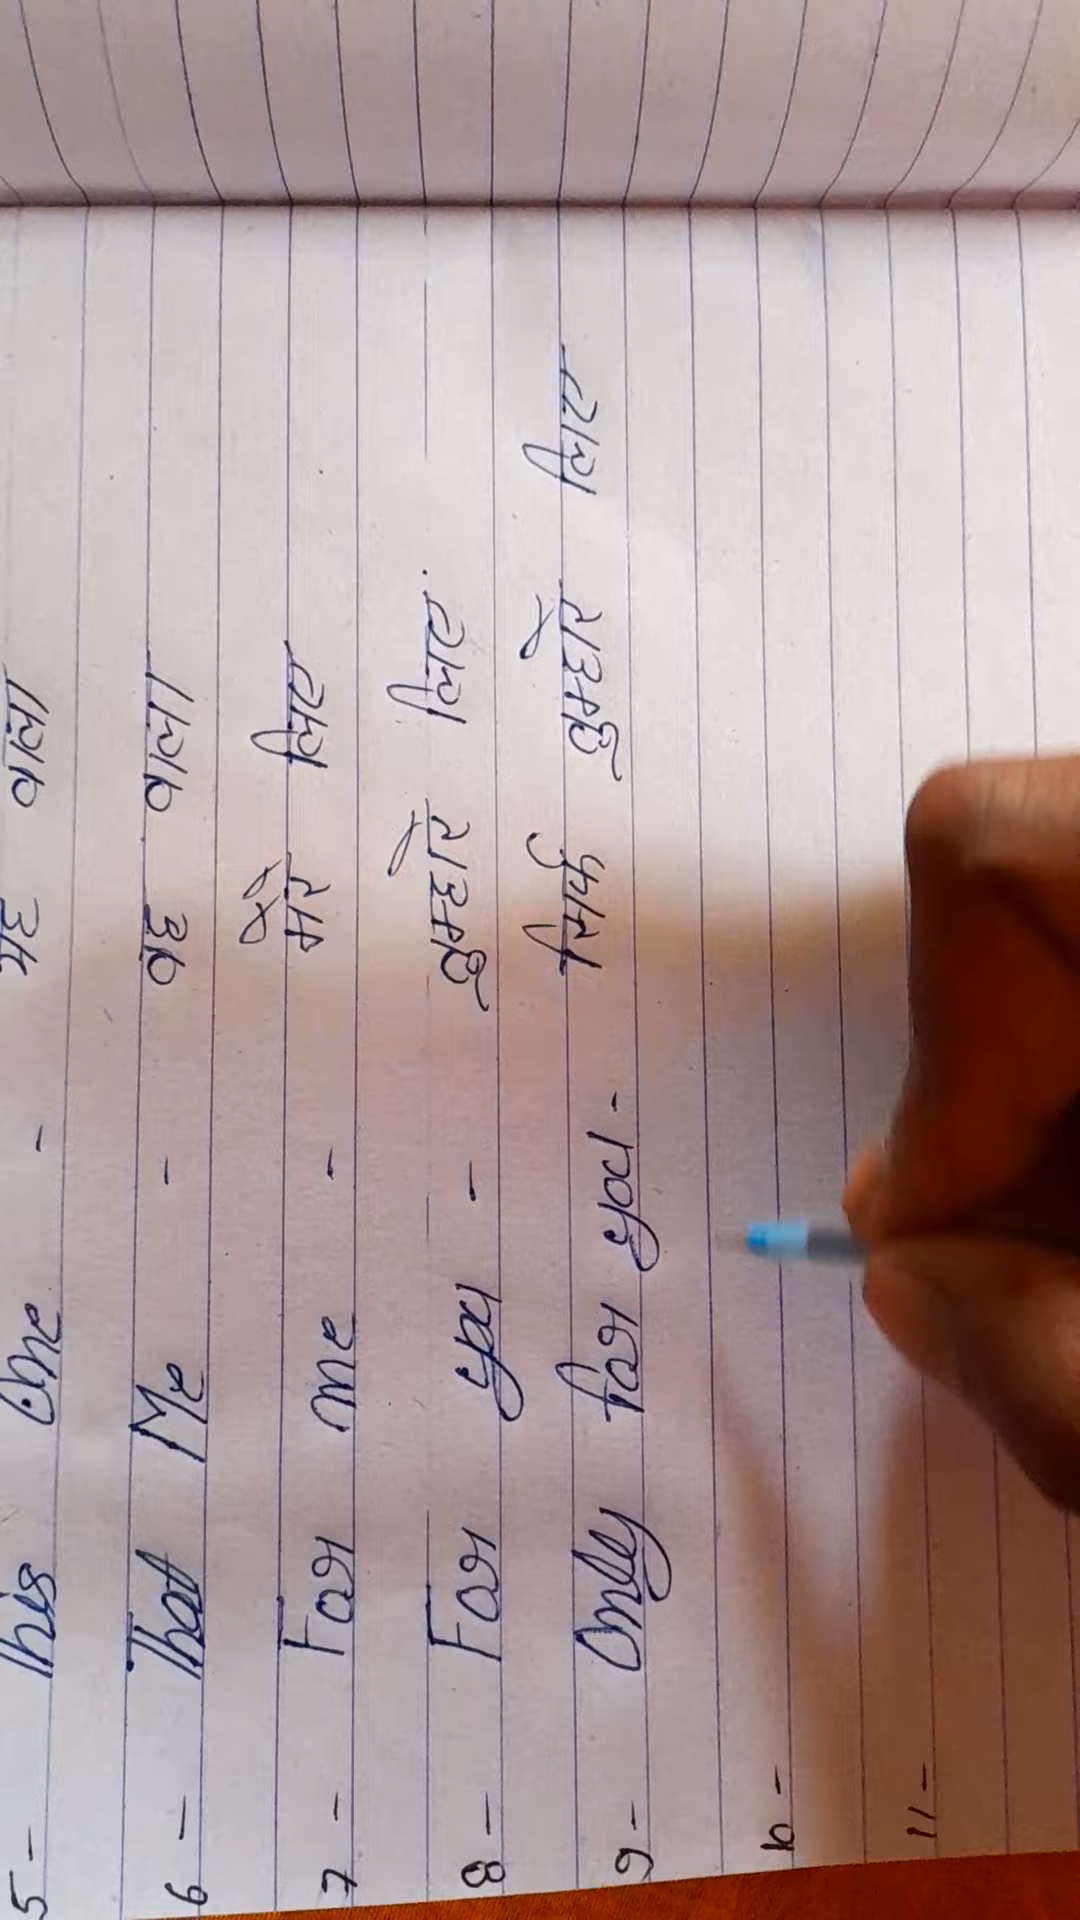 5 - This One - यह वाला
6 - That Me - वह वाला
7 - For me - मेरे लिए
8 - For you - तुम्हारे लिए
9 - Only for you - सिर्फ तुम्हारे लिए
10 -
11 -